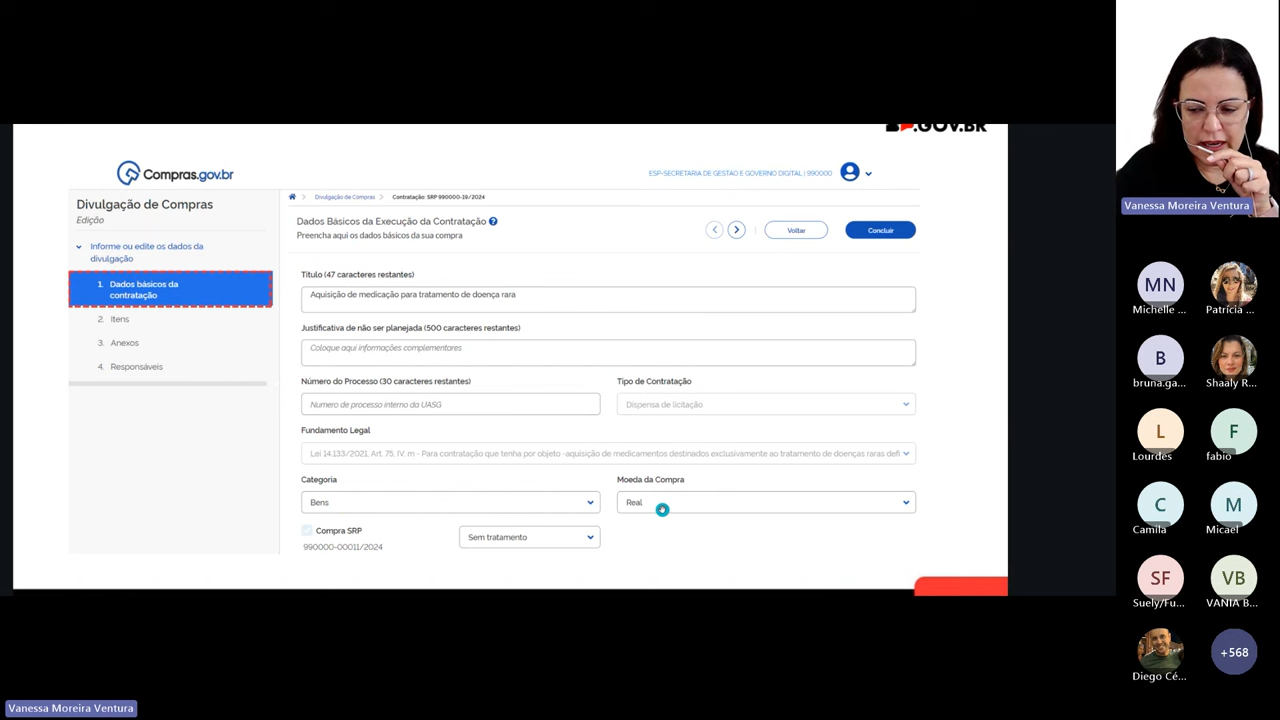 GOV.BR
Compras.gov.br
ESP-SECRETARIA DE GESTAO E GOVERNO DIGITAL | 990000
Divulgação de Compras
Edição
Informe ou edite os dados da
divulgação
1. Dados básicos da
contratação
2. Itens
3. Anexos
4. Responsáveis
Divulgação de Compras > Contratação: SRP 990000-19/2024
Dados Básicos da Execução da Contratação
Preencha aqui os dados básicos da sua compra
Voltar
Concluir
Título (47 caracteres restantes)
Aquisição de medicação para tratamento de doença rara
Justificativa de não ser planejada (500 caracteres restantes)
Coloque aqui informações complementares
Número do Processo (30 caracteres restantes)
Tipo de Contratação
Numero de processo interno da UASG
Dispensa de licitação
Fundamento Legal
Lei 14.133/2021, Art. 75, IV, m - Para contratação que tenha por objeto -aquisição de medicamentos destinados exclusivamente ao tratamento de doenças raras defi
Categoria
Moeda da Compra
Bens
Real
Compra SRP
990000-00011/2024
Sem tratamento
Vanessa Moreira Ventura
MN
Michelle ...
Patrícia ...
B
bruna.ga...
Shaaly R...
L
Lourdes
F
fabio
C
Camila
M
Micael
SF
Suely/Fu...
VB
VANIA B...
Diego Cé...
+568
Vanessa Moreira Ventura